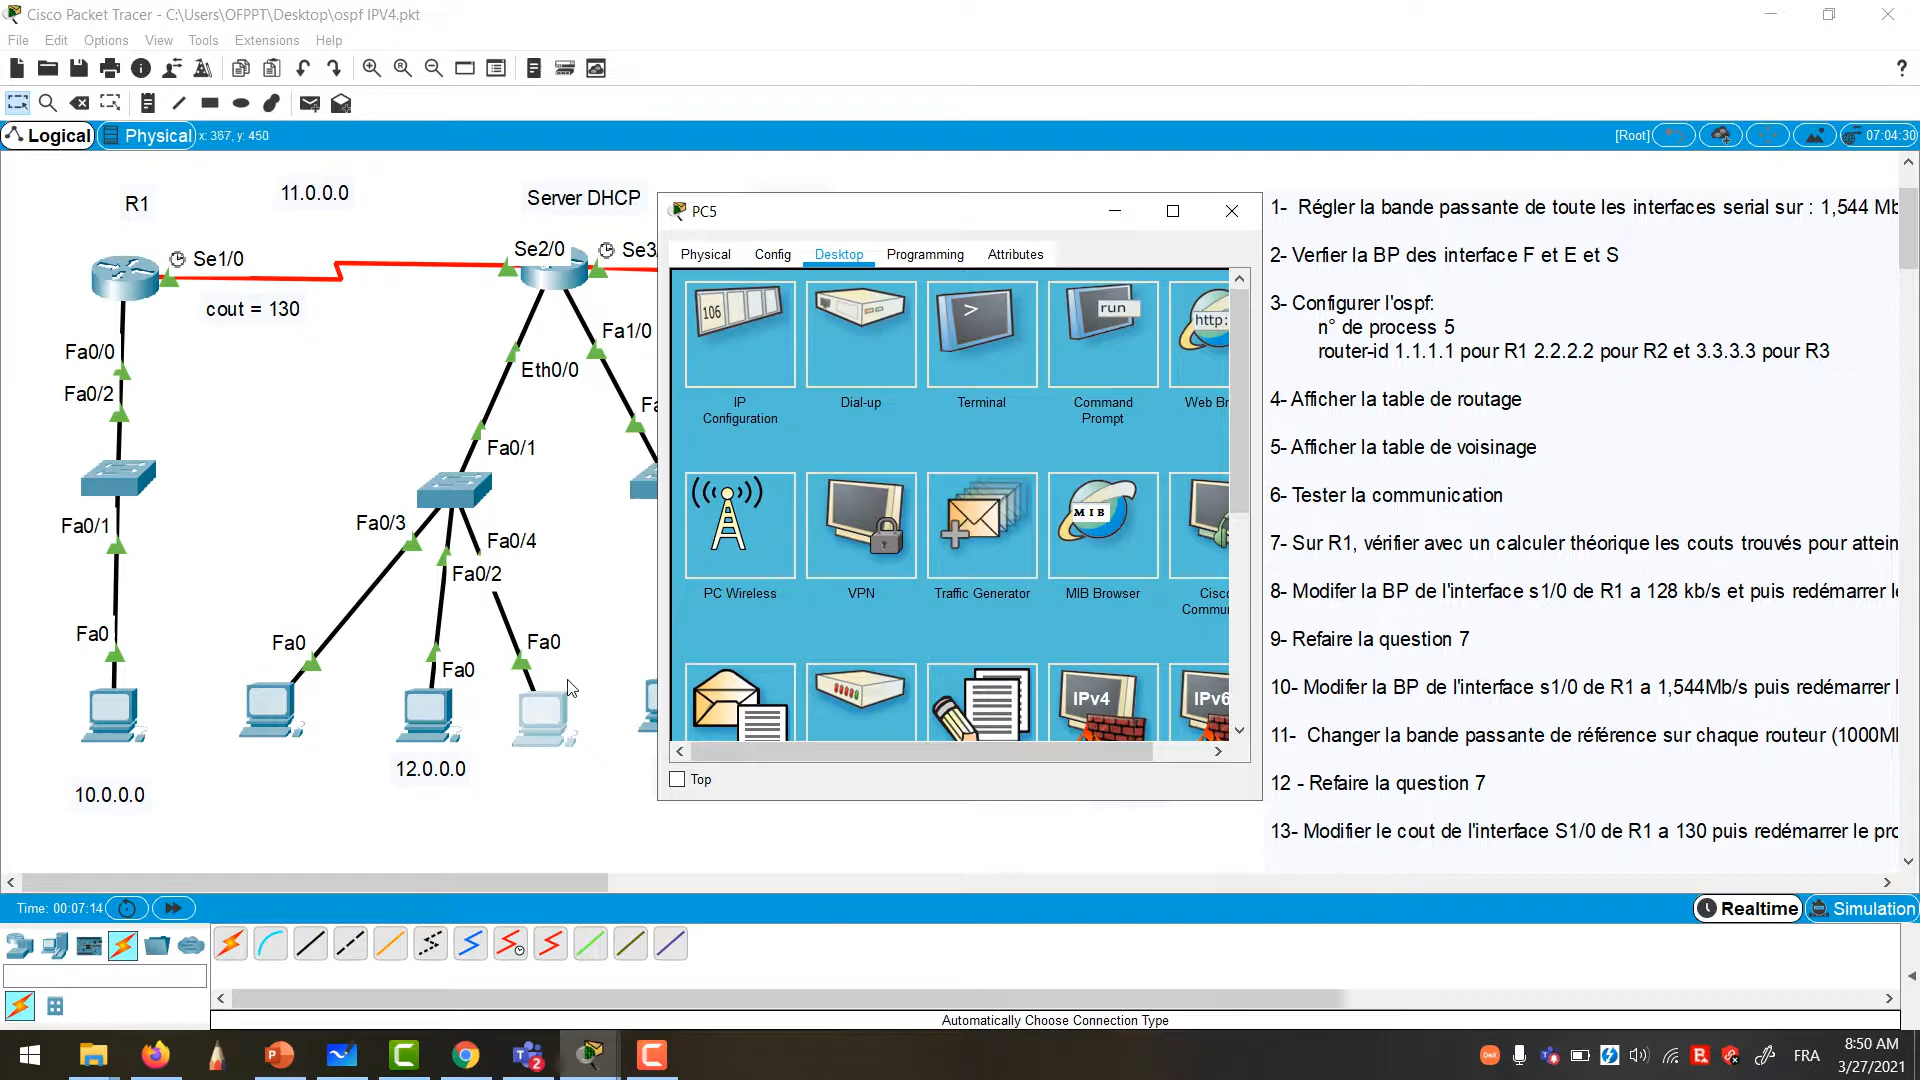 Cisco Packet Tracer - C:\Users\OFPPT\Desktop\ospf IPV4.pkt
File Edit Options View Tools Extensions Help
Logical Physical x: 367, y: 450
[Root] 07:04:30
R1
11.0.0.0
Server DHCP
Se1/0
Se2/0
Se3
cout = 130
Fa0/0
Fa0/2
Fa1/0
Eth0/0
Fa
Fa0/1
Fa0/1
Fa0/3
Fa0/4
Fa0/2
Fa0
Fa0
Fa0
Fa0
12.0.0.0
10.0.0.0
PC5
Physical Config Desktop Programming Attributes
106
>
run
http:
IP Configuration
Dial-up
Terminal
Command Prompt
Web Br
MIB
PC Wireless
VPN
Traffic Generator
MIB Browser
Cisco
Commu
IPv4
IPv6
Top
1- Régler la bande passante de toute les interfaces serial sur : 1,544 Mb
2- Verfier la BP des interface F et E et S
3- Configurer l'ospf:
n° de process 5
router-id 1.1.1.1 pour R1 2.2.2.2 pour R2 et 3.3.3.3 pour R3
4- Afficher la table de routage
5- Afficher la table de voisinage
6- Tester la communication
7- Sur R1, vérifier avec un calculer théorique les couts trouvés pour attein
8- Modifer la BP de l'interface s1/0 de R1 a 128 kb/s et puis redémarrer l
9- Refaire la question 7
10- Modifer la BP de l'interface s1/0 de R1 a 1,544Mb/s puis redémarrer l
11- Changer la bande passante de référence sur chaque routeur (1000M
12 - Refaire la question 7
13- Modifier le cout de l'interface S1/0 de R1 a 130 puis redémarrer le pro
Time: 00:07:14
Realtime Simulation
Automatically Choose Connection Type
FRA
8:50 AM
3/27/2021